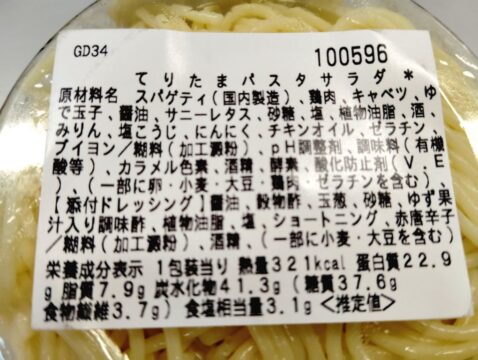 GD34
100596
てりたまパスタサラダ*
原材料名 スパゲティ(国内製造)、鶏肉、キャベツ、ゆ
で玉子、醤油、サニーレタス、砂糖、塩、植物油脂、酒、
みりん、塩こうじ、にんにく、チキンオイル、ゼラチン、
ブイヨン/糊料(加工澱粉)、pH調整剤、調味料(有機
酸等)、カラメル色素、酒精、酵素、酸化防止剤(V.E
)、(一部に卵・小麦・大豆・鶏肉・ゼラチンを含む)、
【添付ドレッシング】醤油、穀物酢、玉葱、砂糖、ゆず果
汁入り調味酢、植物油脂、塩、ショートニング、赤唐辛子
/糊料(加工澱粉)、酒精、(一部に小麦・大豆を含む)
栄養成分表示 1包装当り 熱量321kcal 蛋白質22.9
g 脂質7.9g 炭水化物41.3g(糖質37.6g
食物繊維3.7g) 食塩相当量3.1g <推定値>